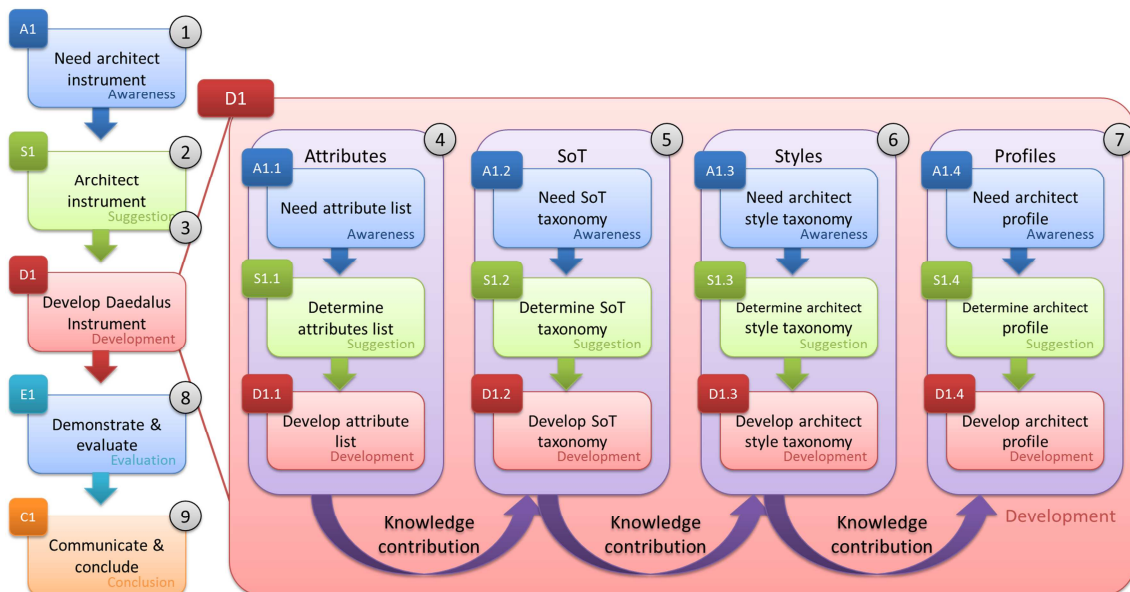 A1
1
Need architect
instrument
Awareness
S1
2
Architect
instrument
Suggestion
3
D1
Develop Daedalus
Instrument
Development
E1
8
Demonstrate &
evaluate
Evaluation
C1
9
Communicate &
conclude
Conclusion
D1
Attributes
4
A1.1
Need attribute list
Awareness
S1.1
Determine
attributes list
Suggestion
D1.1
Develop attribute
list
Development
SoT
5
A1.2
Need SoT
taxonomy
Awareness
S1.2
Determine SoT
taxonomy
Suggestion
D1.2
Develop SoT
taxonomy
Development
Styles
6
A1.3
Need architect
style taxonomy
Awareness
S1.3
Determine architect
style taxonomy
Suggestion
D1.3
Develop architect
style taxonomy
Development
Profiles
7
A1.4
Need architect
profile
Awareness
S1.4
Determine architect
profile
Suggestion
D1.4
Develop architect
profile
Development
Knowledge
contribution
Knowledge
contribution
Knowledge
contribution
Development